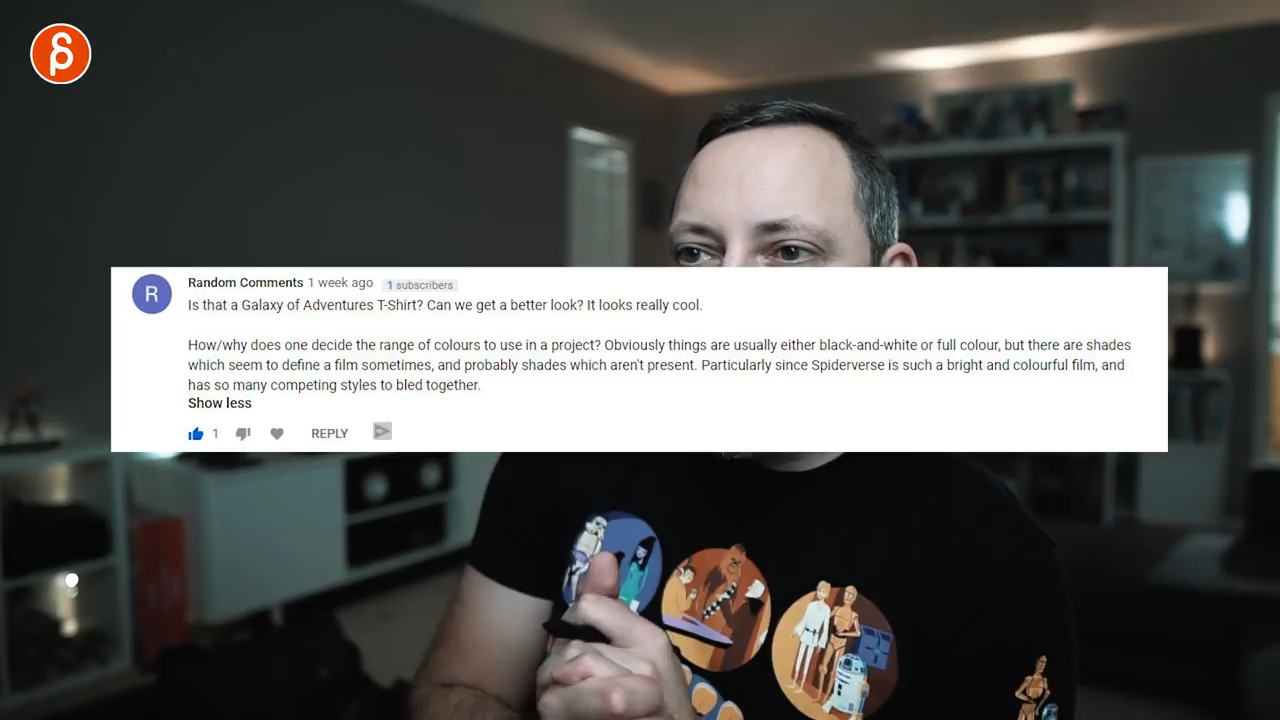 R
Random Comments 1 week ago 1 subscribers
Is that a Galaxy of Adventures T-Shirt? Can we get a better look? It looks really cool.
How/why does one decide the range of colours to use in a project? Obviously things are usually either black-and-white or full colour, but there are shades
which seem to define a film sometimes, and probably shades which aren't present. Particularly since Spiderverse is such a bright and colourful film, and
has so many competing styles to bled together.
Show less
1 REPLY